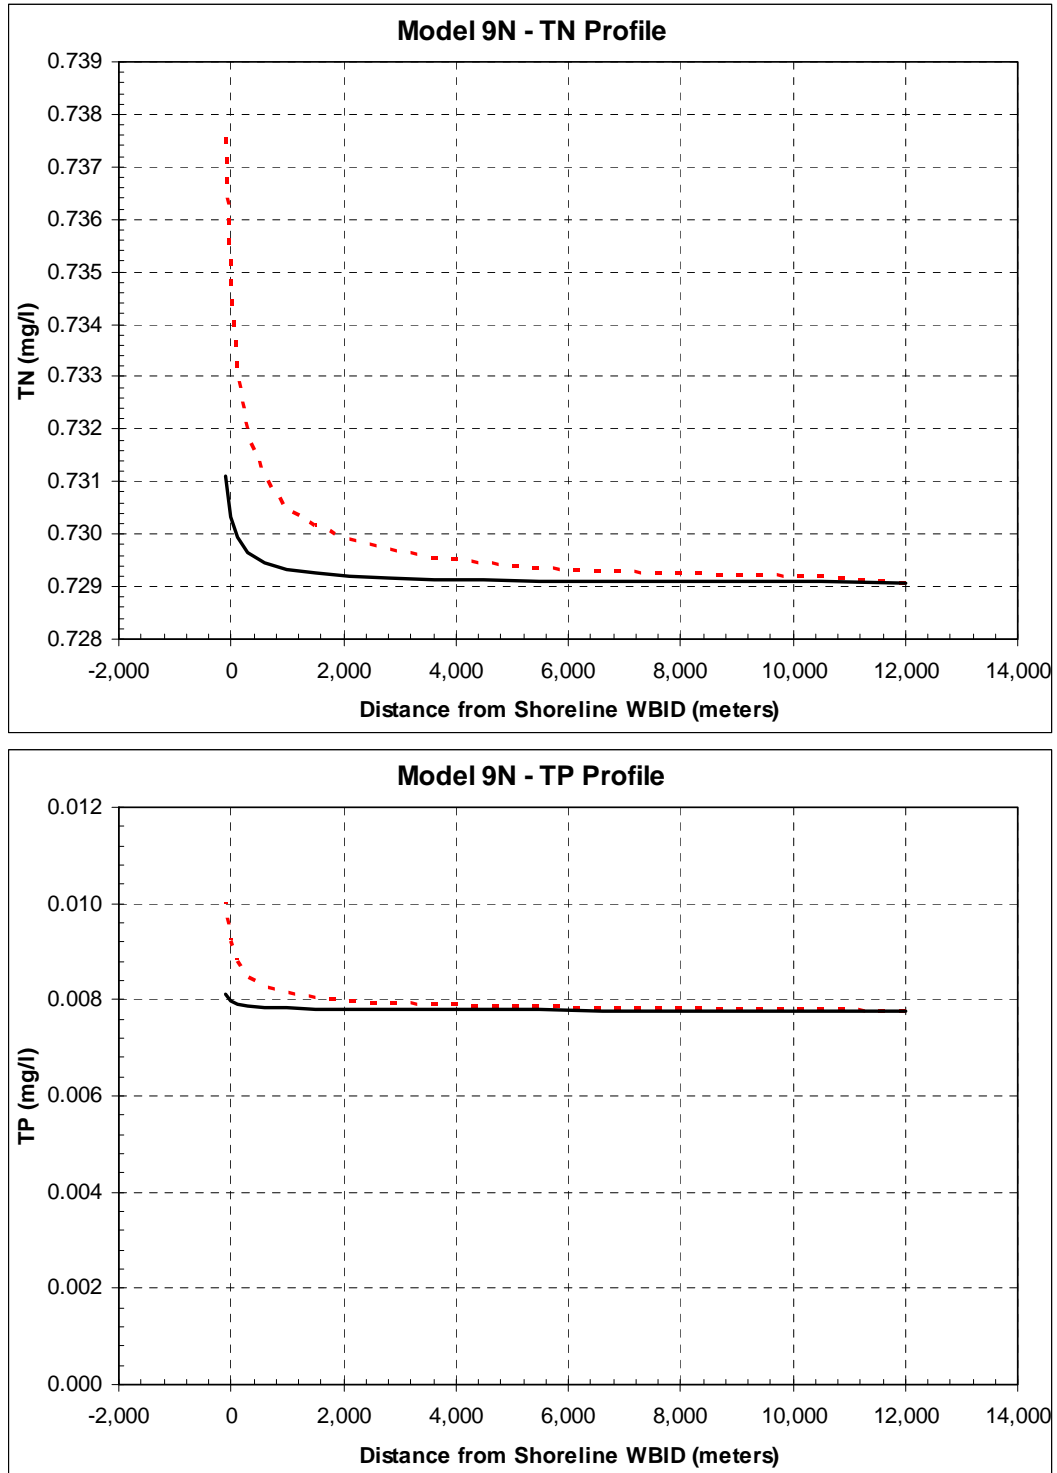 Model 9N - TN Profile
TN (mg/l)
0.739
0.738
0.737
0.736
0.735
0.734
0.733
0.732
0.731
0.730
0.729
0.728
-2,000 0 2,000 4,000 6,000 8,000 10,000 12,000 14,000
Distance from Shoreline WBID (meters)
Model 9N - TP Profile
TP (mg/l)
0.012
0.010
0.008
0.006
0.004
0.002
0.000
-2,000 0 2,000 4,000 6,000 8,000 10,000 12,000 14,000
Distance from Shoreline WBID (meters)